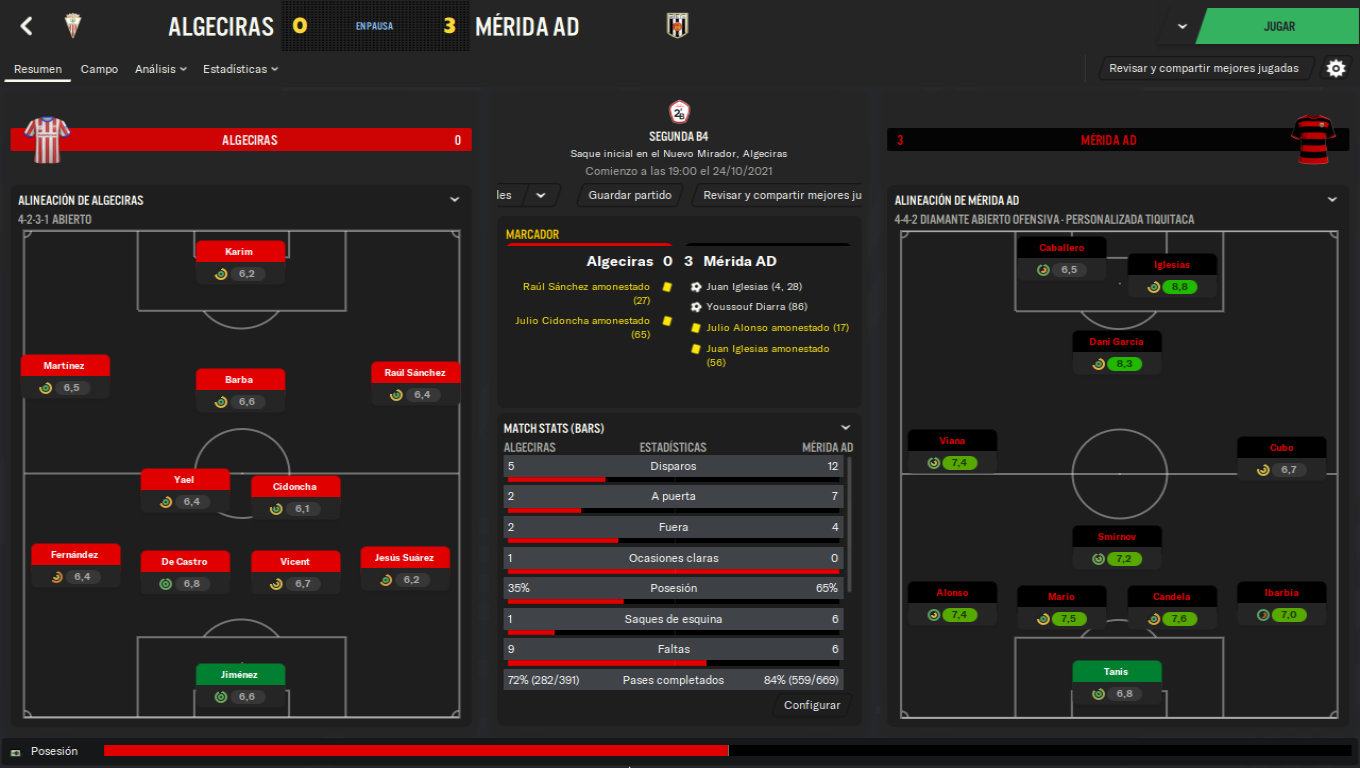 ALGECIRAS 0 EN PAUSA 3 MÉRIDA AD
JUGAR
Resumen Campo Análisis Estadísticas
Revisar y compartir mejores jugadas
ALGECIRAS 0
2ªB
SEGUNDA B4
Saque inicial en el Nuevo Mirador, Algeciras
Comienzo a las 19:00 el 24/10/2021
3 MÉRIDA AD
les
Guardar partido
Revisar y compartir mejores ju
ALINEACIÓN DE ALGECIRAS
4-2-3-1 ABIERTO
Karim
6,2
Martínez
6,5
Barba
6,6
Raúl Sánchez
6,4
Yael
6,4
Cidoncha
6,1
Fernández
6,4
De Castro
6,8
Vicent
6,7
Jesús Suárez
6,2
Jiménez
6,6
MARCADOR
Algeciras 0 3 Mérida AD
Raúl Sánchez amonestado
(27)
Julio Cidoncha amonestado
(65)
Juan Iglesias (4, 28)
Youssouf Diarra (86)
Julio Alonso amonestado (17)
Juan Iglesias amonestado
(56)
MATCH STATS (BARS)
ALGECIRAS ESTADÍSTICAS MÉRIDA AD
5 Disparos 12
2 A puerta 7
2 Fuera 4
1 Ocasiones claras 0
35% Posesión 65%
1 Saques de esquina 6
9 Faltas 6
72% (282/391) Pases completados 84% (559/669)
Configurar
ALINEACIÓN DE MÉRIDA AD
4-4-2 DIAMANTE ABIERTO OFENSIVA - PERSONALIZADA TIQUITACA
Caballero
6,5
Iglesias
8,8
Dani García
8,3
Viana
7,4
Cubo
6,7
Smirnov
7,2
Alonso
7,4
Mario
7,5
Candela
7,6
Ibarbia
7,0
Tanis
6,8
Posesión